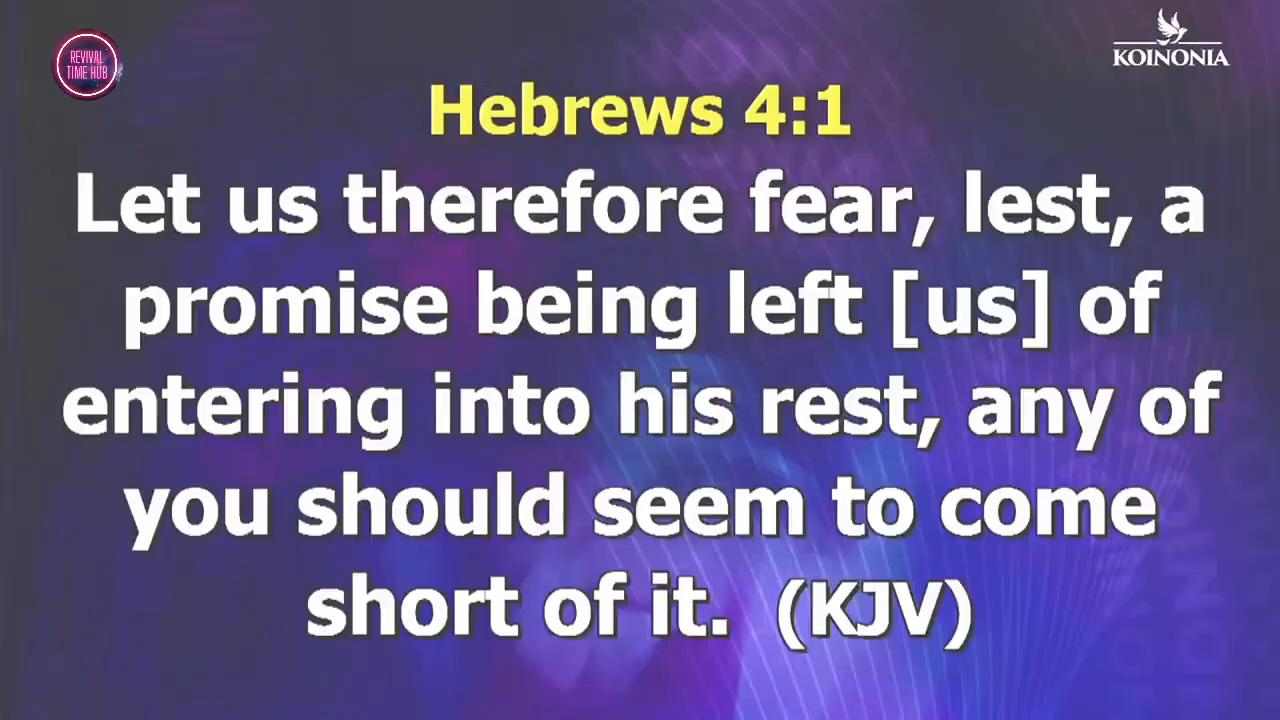 REVIVAL
TIME HUB
KOINONIA
Hebrews 4:1
Let us therefore fear, lest, a
promise being left [us] of
entering into his rest, any of
you should seem to come
short of it. (KJV)